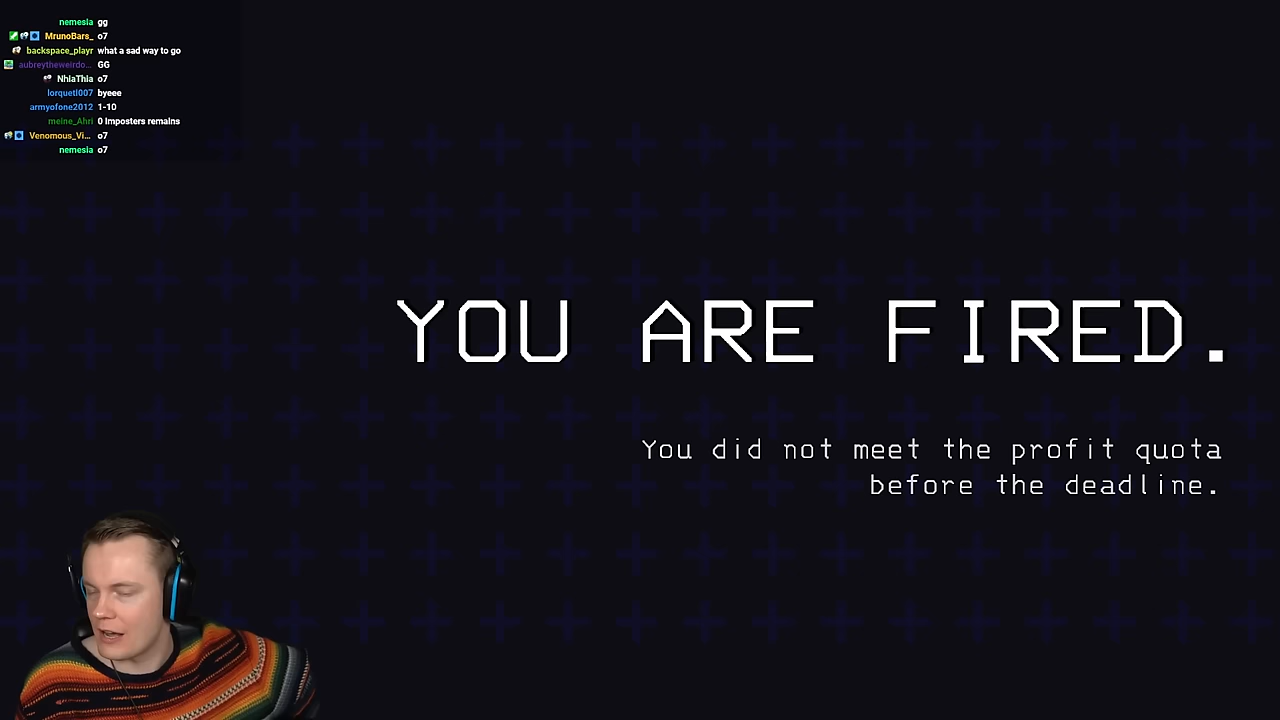 nemesia gg
MrunoBars_ o7
backspace_playr what a sad way to go
aubreytheweirdo... GG
NhiaThia o7
lorquetl007 byeee
armyofone2012 1-10
meine_Ahri 0 Imposters remains
Venomous_Vi... o7
nemesia o7
YOU ARE FIRED.
You did not meet the profit quota
before the deadline.